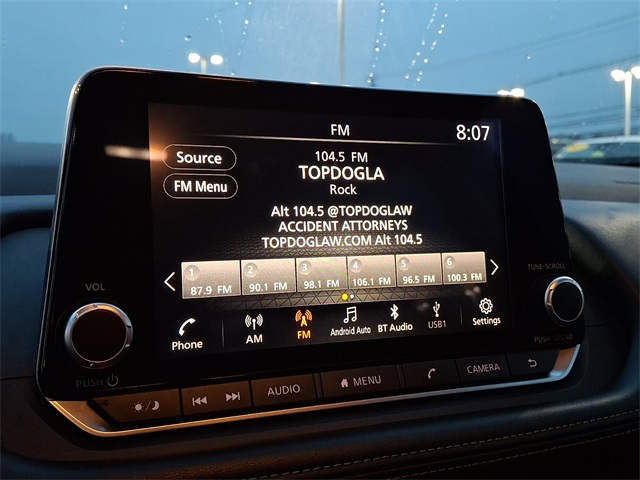 FM
8:07
Source
FM Menu
104.5 FM
TOPDOGLA
Rock
Alt 104.5 @TOPDOGLAW
ACCIDENT ATTORNEYS
TOPDOGLAW.COM Alt 104.5
1 2 3 4 5 6
87.9 FM 90.1 FM 98.1 FM 106.1 FM 96.5 FM 100.3 FM
Phone AM FM Android Auto BT Audio USB1 Settings
VOL
PUSH
TUNE·SCROLL
PUSH SOUND
AUDIO MENU CAMERA